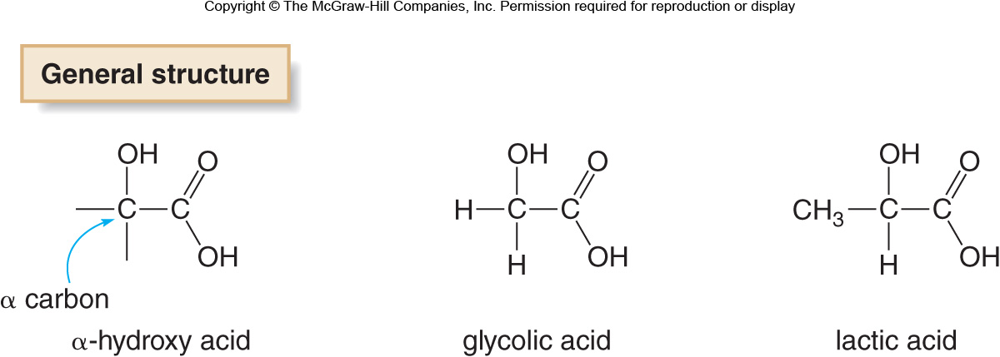 Copyright © The McGraw-Hill Companies, Inc. Permission required for reproduction or display
General structure
OH O
C C
OH
α carbon
α-hydroxy acid
OH O
H C C
H OH
glycolic acid
OH O
CH₃ C C
H OH
lactic acid